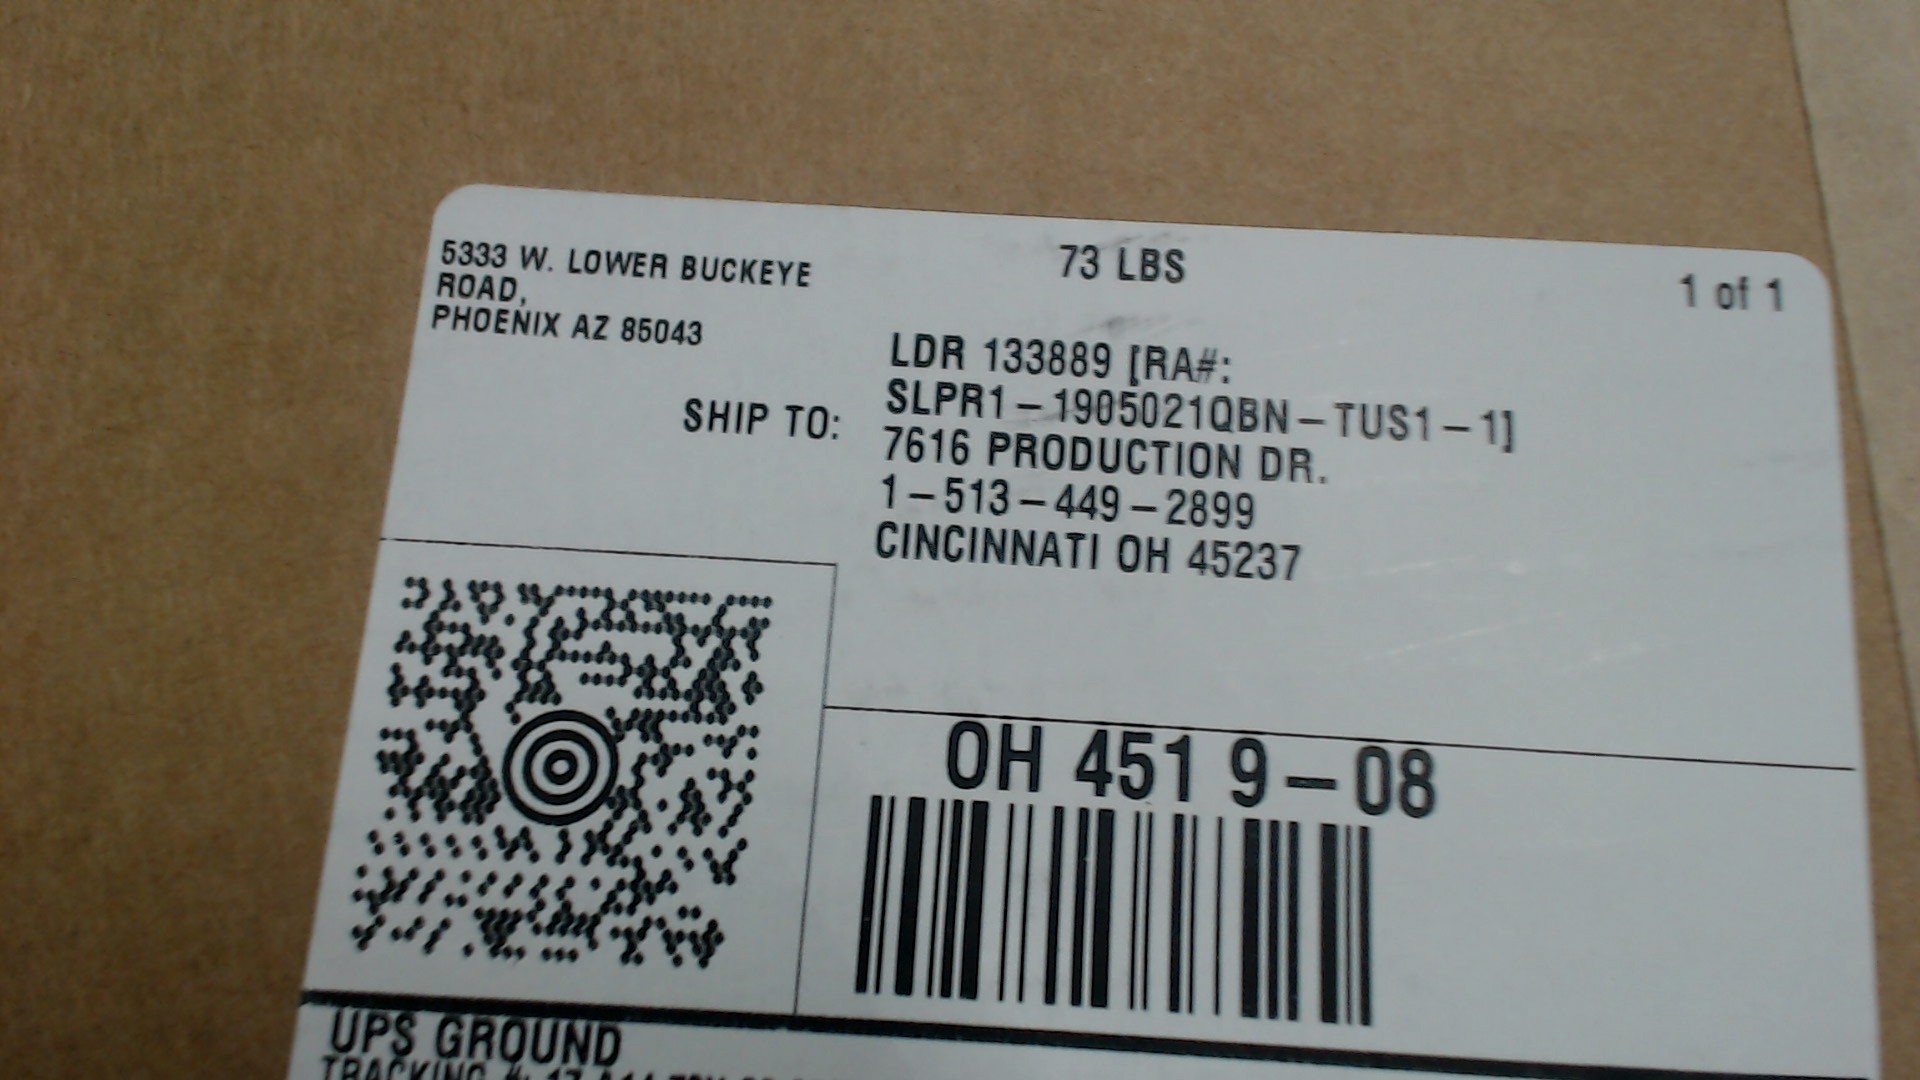 5333 W. LOWER BUCKEYE
ROAD,
PHOENIX AZ 85043
73 LBS
1 of 1
SHIP TO:
LDR 133889 [RA#:
SLPR1-1905021QBN-TUS1-1]
7616 PRODUCTION DR.
1-513-449-2899
CINCINNATI OH 45237
OH 451 9-08
UPS GROUND
TRACKING #: